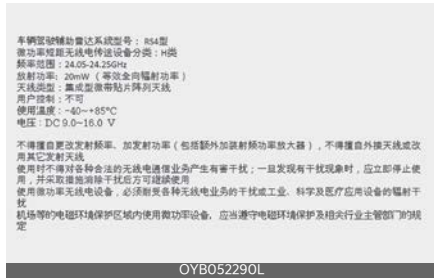 车辆驾驶辅助雷达系统型号：RS4型
微功率短距无线电传送设备分类：H类
频率范围：24.05-24.25GHz
放射功率：20mW（等效全向辐射功率）
天线类型：集成型微带贴片阵列天线
用户控制：不可
使用温度：-40~+85°C
电压：DC 9.0~16.0 V
不得擅自更改发射频率、加发射功率（包括额外加装射频功率放大器），不得擅自外接天线或改
用其它发射天线
使用时不得对各种合法的无线电通信业务产生有害干扰；一旦发现有干扰现象时，应立即停止使
用，并采取措施消除干扰后方可继续使用
使用微功率无线电设备，必须耐受各种无线电业务的干扰或工业、科学及医疗应用设备的辐射干
扰
机场等的电磁环境保护区域内使用微功率设备，应当遵守电磁环境保护及相关行业主管部门的规
定
OYB052290L